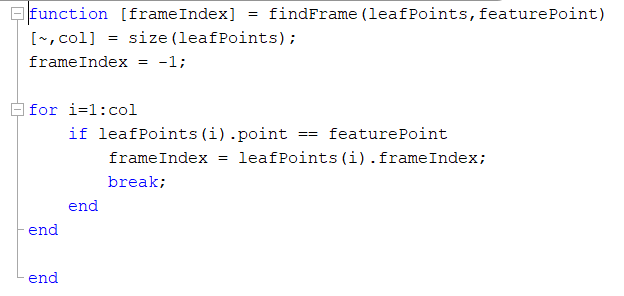 function [frameIndex] = findFrame(leafPoints,featurePoint)
[~,col] = size(leafPoints);
frameIndex = -1;
for i=1:col
if leafPoints(i).point == featurePoint
frameIndex = leafPoints(i).frameIndex;
break;
end
end
end